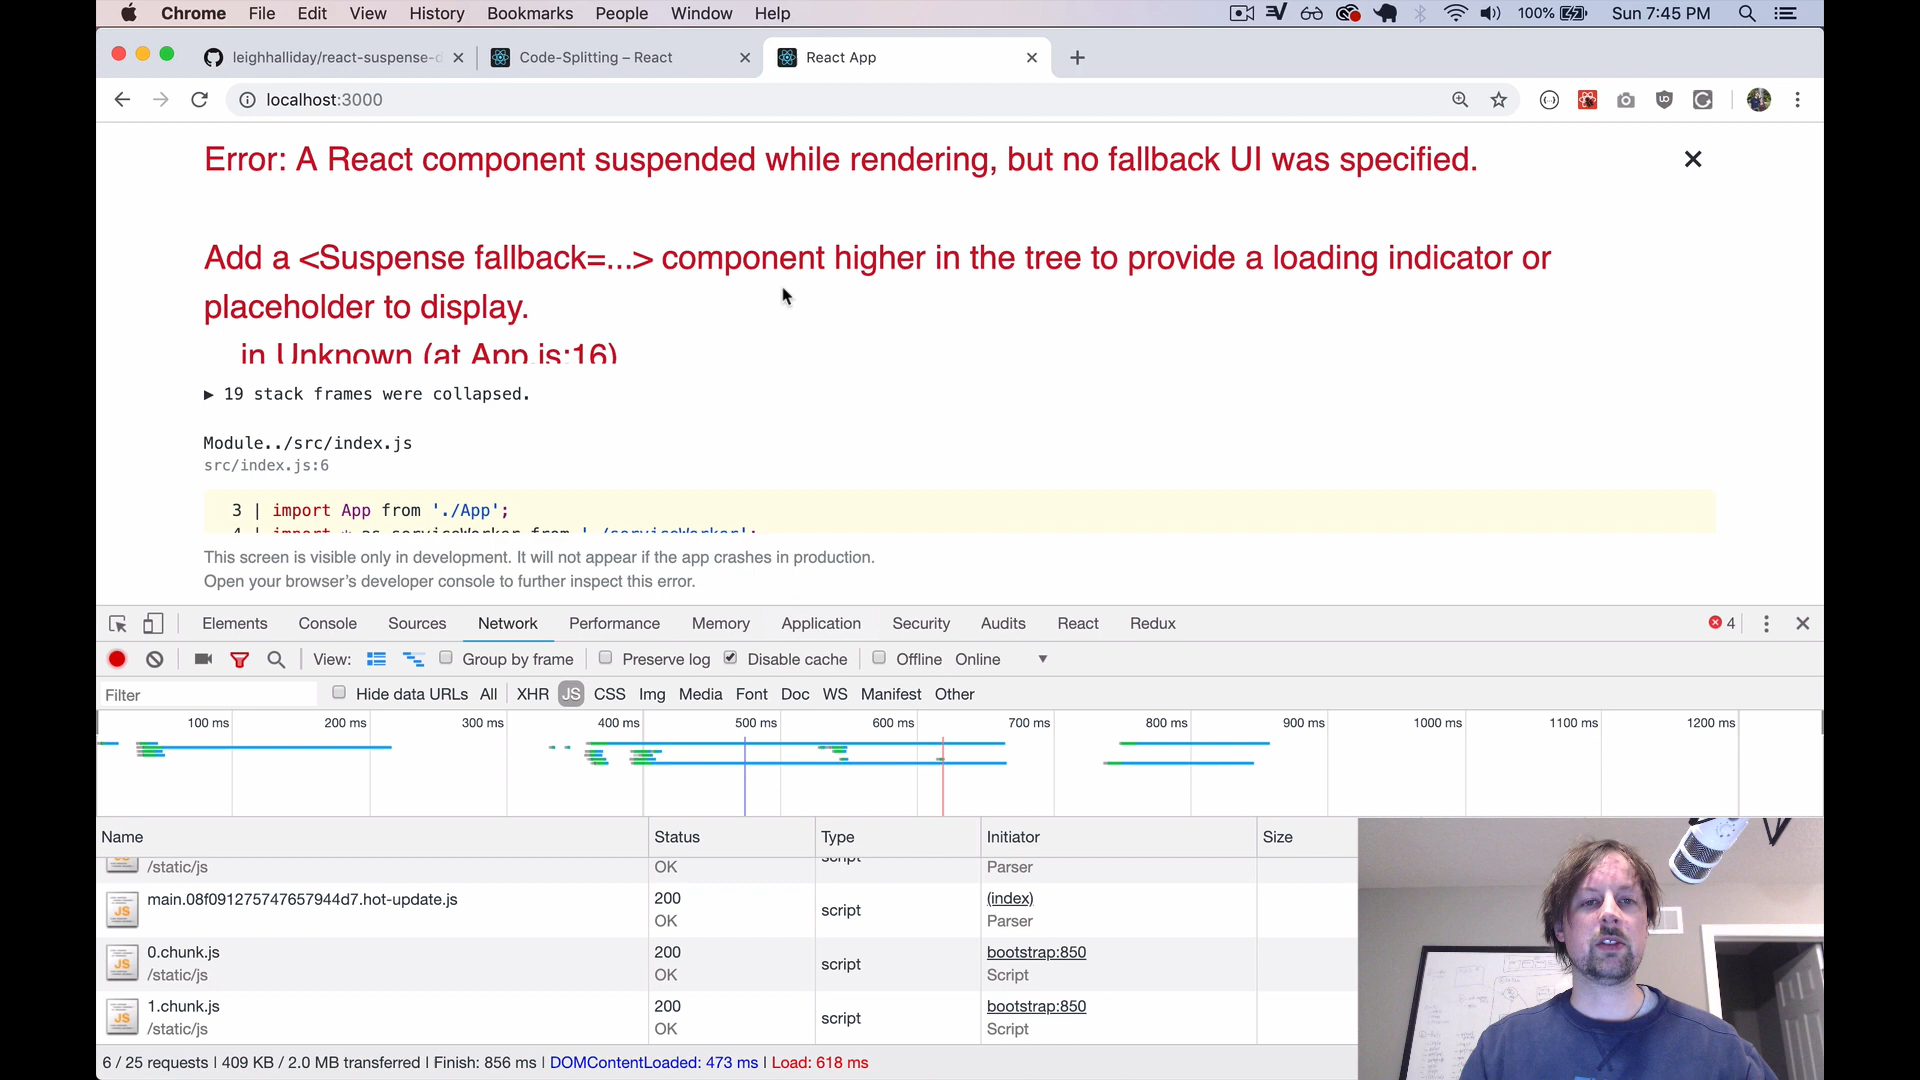 Chrome File Edit View History Bookmarks People Window Help 100% Sun 7:45 PM
leighhalliday/react-suspense-d Code-Splitting – React React App
localhost:3000
Error: A React component suspended while rendering, but no fallback UI was specified.
Add a <Suspense fallback=...> component higher in the tree to provide a loading indicator or
placeholder to display.
in Unknown (at App.js:16)
▶ 19 stack frames were collapsed.
Module../src/index.js
src/index.js:6
3 | import App from './App';
4 | import * as serviceWorker from './serviceWorker';
This screen is visible only in development. It will not appear if the app crashes in production.
Open your browser’s developer console to further inspect this error.
Elements Console Sources Network Performance Memory Application Security Audits React Redux 4
View: Group by frame Preserve log Disable cache Offline Online
Filter Hide data URLs All XHR JS CSS Img Media Font Doc WS Manifest Other
100 ms 200 ms 300 ms 400 ms 500 ms 600 ms 700 ms 800 ms 900 ms 1000 ms 1100 ms 1200 ms
Name Status Type Initiator Size
script
/static/js OK Parser
main.08f091275747657944d7.hot-update.js 200 script (index)
OK Parser
0.chunk.js 200 script bootstrap:850
/static/js OK Script
1.chunk.js 200 script bootstrap:850
/static/js OK Script
6 / 25 requests | 409 KB / 2.0 MB transferred | Finish: 856 ms | DOMContentLoaded: 473 ms | Load: 618 ms